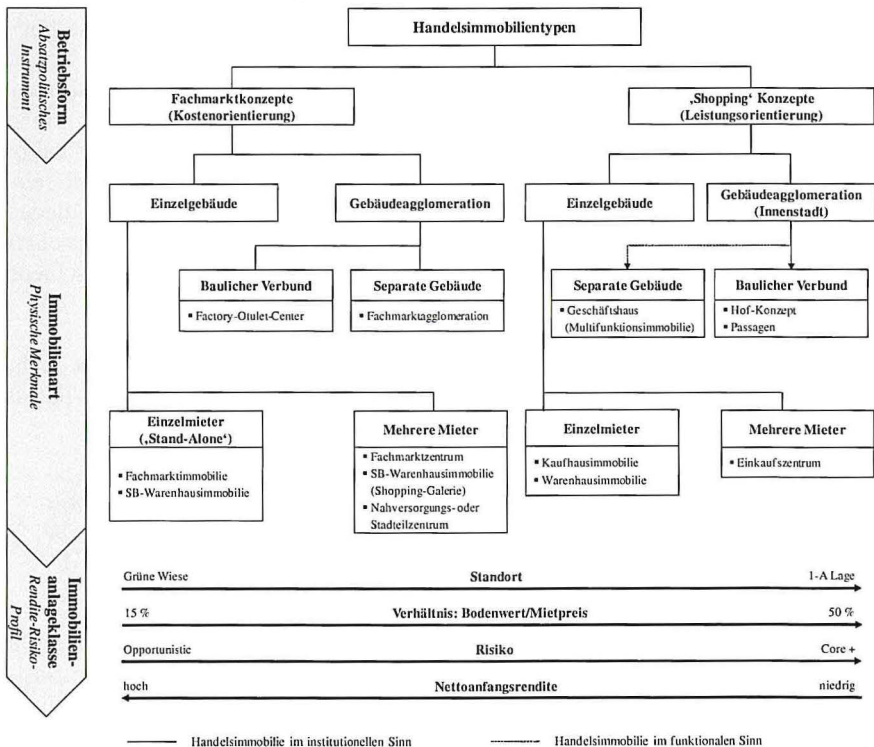 Handelsimmobilientypen
Betriebsform
Absatzpolitisches
Instrument
Fachmarktkonzepte
(Kostenorientierung)
‚Shopping‘ Konzepte
(Leistungsorientierung)
Einzelgebäude
Gebäudeagglomeration
Einzelgebäude
Gebäudeagglomeration
(Innenstadt)
Immobilienart
Physische Merkmale
Baulicher Verbund
▪ Factory-Otulet-Center
Separate Gebäude
▪ Fachmarktagglomeration
Separate Gebäude
▪ Geschäftshaus
(Multifunktionsimmobilie)
Baulicher Verbund
▪ Hof-Konzept
▪ Passagen
Einzelmieter
(‚Stand-Alone‘)
▪ Fachmarktimmobilie
▪ SB-Warenhausimmobilie
Mehrere Mieter
▪ Fachmarktzentrum
▪ SB-Warenhausimmobilie
(Shopping-Galerie)
▪ Nahversorgungs- oder
Stadtteilzentrum
Einzelmieter
▪ Kaufhausimmobilie
▪ Warenhausimmobilie
Mehrere Mieter
▪ Einkaufszentrum
Immobilien-
anlageklasse
Rendite-Risiko-
Profil
Grüne Wiese Standort 1-A Lage
15 % Verhältnis: Bodenwert/Mietpreis 50 %
Opportunistic Risiko Core +
hoch Nettoanfangsrendite niedrig
Handelsimmobilie im institutionellen Sinn Handelsimmobilie im funktionalen Sinn